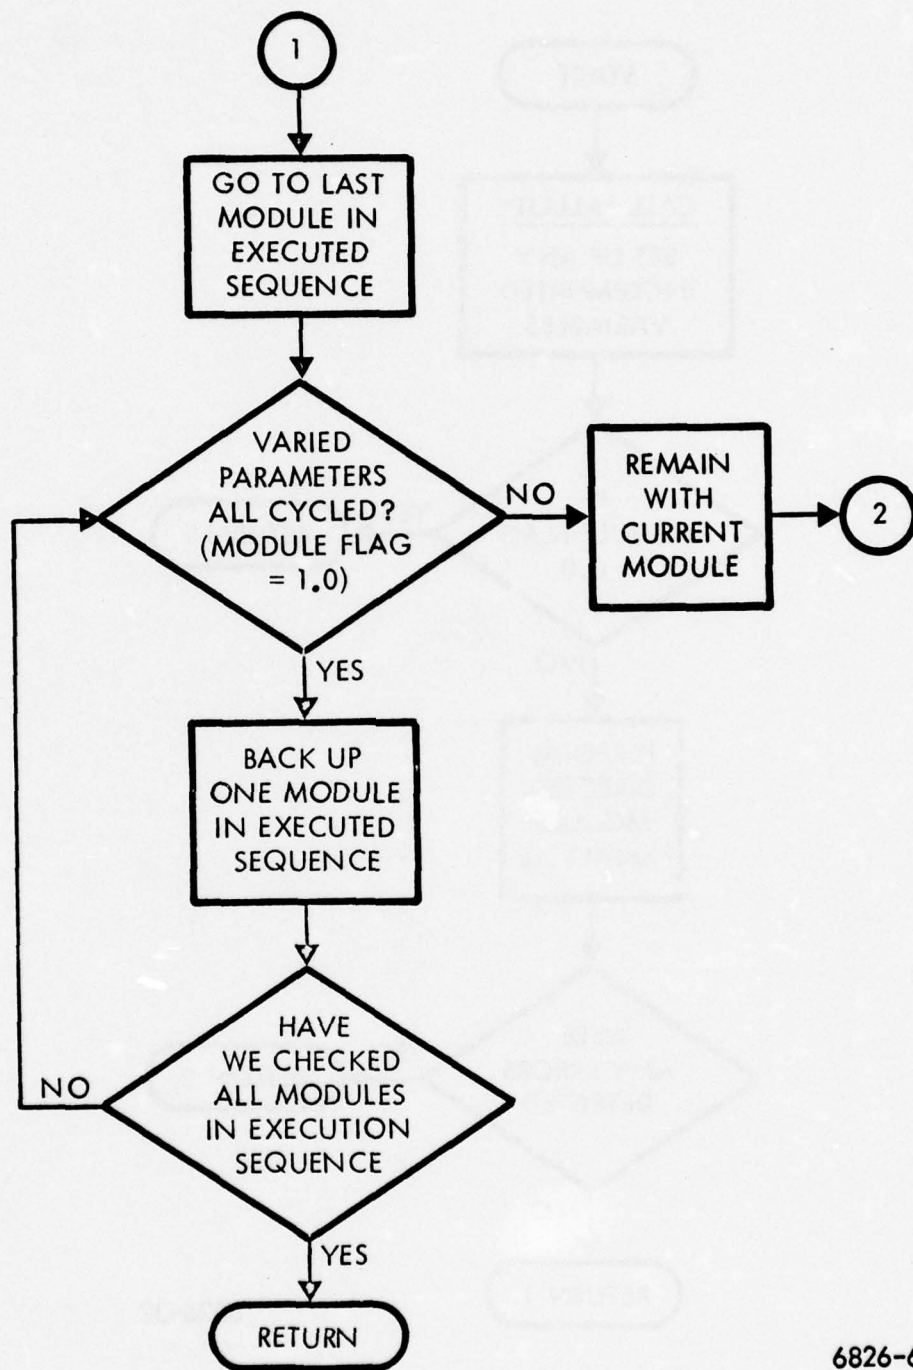 1
GO TO LAST
MODULE IN
EXECUTED
SEQUENCE
VARIED
PARAMETERS
ALL CYCLED?
(MODULE FLAG
= 1.0)
NO
REMAIN
WITH
CURRENT
MODULE
2
YES
BACK UP
ONE MODULE
IN EXECUTED
SEQUENCE
HAVE
WE CHECKED
ALL MODULES
IN EXECUTION
SEQUENCE
NO
YES
RETURN